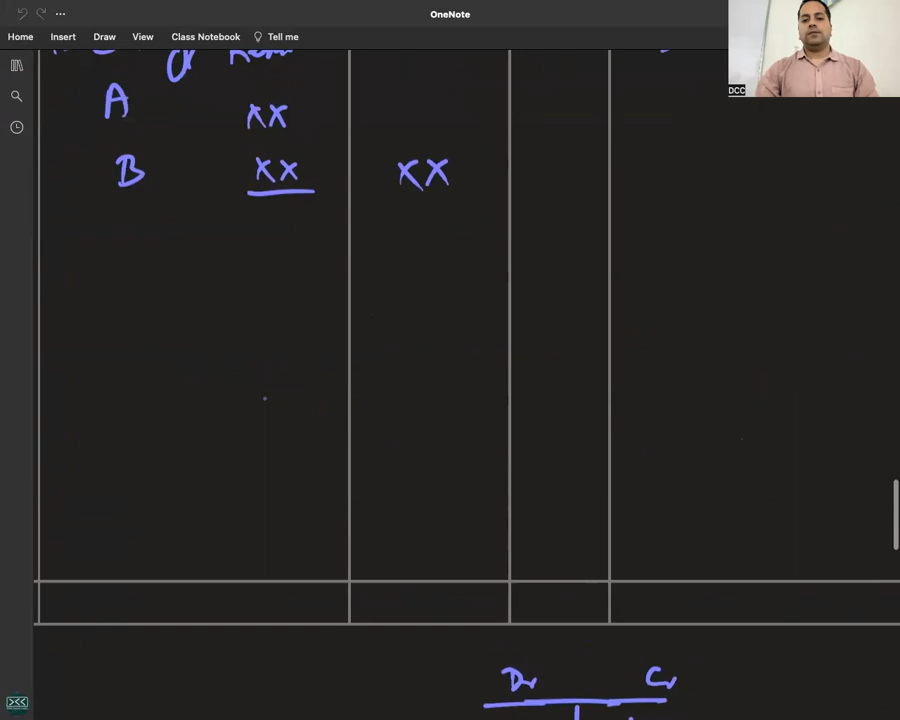 OneNote
Home Insert Draw View Class Notebook Tell me
DCC
A XX
B XX XX
Dr Cr